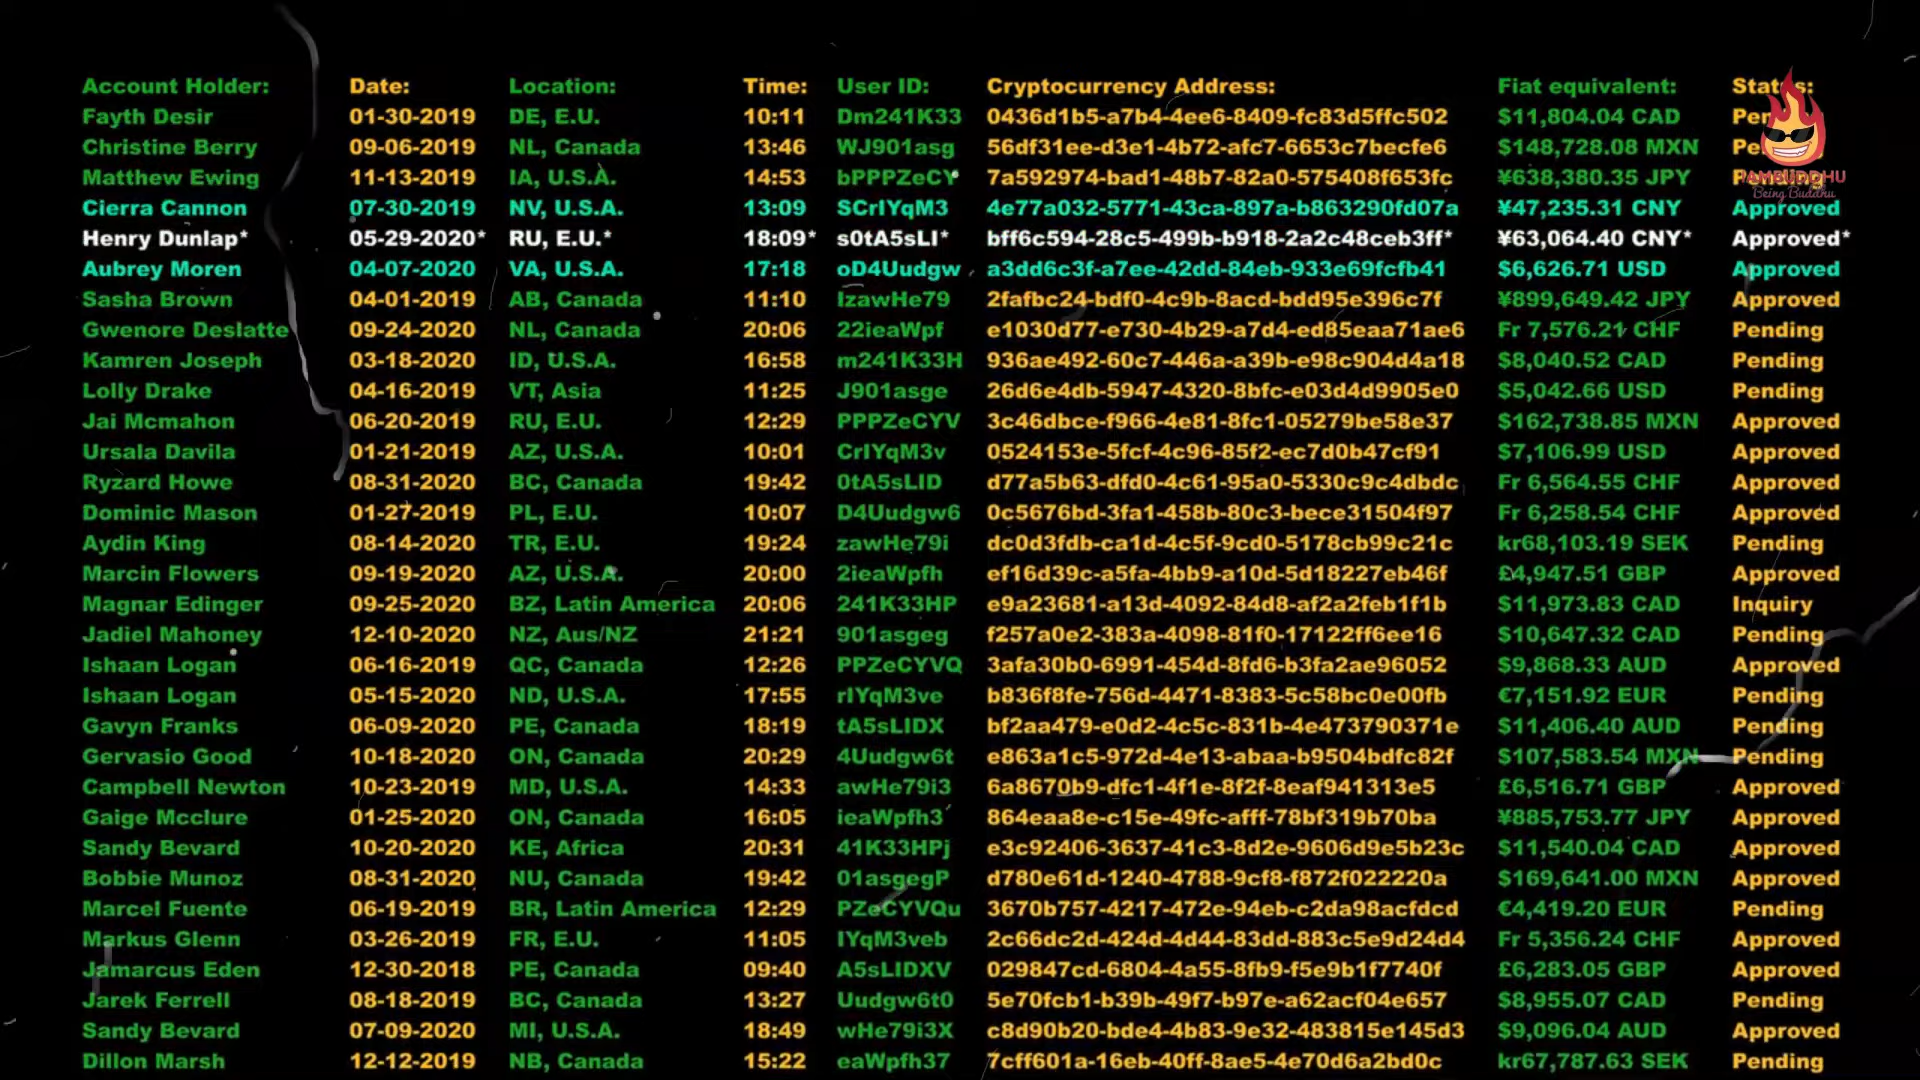 Account Holder: Date: Location: Time: User ID: Cryptocurrency Address: Fiat equivalent: Status:
Fayth Desir 01-30-2019 DE, E.U. 10:11 Dm241K33 0436d1b5-a7b4-4ee6-8409-fc83d5ffc502 $11,804.04 CAD
Christine Berry 09-06-2019 NL, Canada 13:46 WJ901asg 56df31ee-d3e1-4b72-afc7-6653c7becfe6 $148,728.08 MXN
Matthew Ewing 11-13-2019 IA, U.S.A. 14:53 bPPPZeCY 7a592974-bad1-48b7-82a0-575408f653fc ¥638,380.35 JPY
IAMBUDDHU
Being Buddhu
Cierra Cannon 07-30-2019 NV, U.S.A. 13:09 SCrIYqM3 4e77a032-5771-43ca-897a-b863290fd07a ¥47,235.31 CNY Approved
Henry Dunlap* 05-29-2020* RU, E.U.* 18:09* s0tA5sLI* bff6c594-28c5-499b-b918-2a2c48ceb3ff* ¥63,064.40 CNY* Approved*
Aubrey Moren 04-07-2020 VA, U.S.A. 17:18 oD4Uudgw a3dd6c3f-a7ee-42dd-84eb-933e69fcfb41 $6,626.71 USD Approved
Sasha Brown 04-01-2019 AB, Canada 11:10 IzawHe79 2fafbc24-bdf0-4c9b-8acd-bdd95e396c7f ¥899,649.42 JPY Approved
Gwenore Deslatte 09-24-2020 NL, Canada 20:06 22ieaWpf e1030d77-e730-4b29-a7d4-ed85eaa71ae6 Fr 7,576.21 CHF Pending
Kamren Joseph 03-18-2020 ID, U.S.A. 16:58 m241K33H 936ae492-60c7-446a-a39b-e98c904d4a18 $8,040.52 CAD Pending
Lolly Drake 04-16-2019 VT, Asia 11:25 J901asge 26d6e4db-5947-4320-8bfc-e03d4d9905e0 $5,042.66 USD Pending
Jai Mcmahon 06-20-2019 RU, E.U. 12:29 PPPZeCYV 3c46dbce-f966-4e81-8fc1-05279be58e37 $162,738.85 MXN Approved
Ursala Davila 01-21-2019 AZ, U.S.A. 10:01 CrIYqM3v 0524153e-5fcf-4c96-85f2-ec7d0b47cf91 $7,106.99 USD Approved
Ryzard Howe 08-31-2020 BC, Canada 19:42 0tA5sLID d77a5b63-dfd0-4c61-95a0-5330c9c4dbdc Fr 6,564.55 CHF Approved
Dominic Mason 01-27-2019 PL, E.U. 10:07 D4Uudgw6 0c5676bd-3fa1-458b-80c3-bece31504f97 Fr 6,258.54 CHF Approved
Aydin King 08-14-2020 TR, E.U. 19:24 zawHe79i dc0d3fdb-ca1d-4c5f-9cd0-5178cb99c21c kr68,103.19 SEK Pending
Marcin Flowers 09-19-2020 AZ, U.S.A. 20:00 2ieaWpfh ef16d39c-a5fa-4bb9-a10d-5d18227eb46f £4,947.51 GBP Approved
Magnar Edinger 09-25-2020 BZ, Latin America 20:06 241K33HP e9a23681-a13d-4092-84d8-af2a2feb1f1b $11,973.83 CAD Inquiry
Jadiel Mahoney 12-10-2020 NZ, Aus/NZ 21:21 901asgeg f257a0e2-383a-4098-81f0-17122ff6ee16 $10,647.32 CAD Pending
Ishaan Logan 06-16-2019 QC, Canada 12:26 PPZeCYVQ 3afa30b0-6991-454d-8fd6-b3fa2ae96052 $9,868.33 AUD Approved
Ishaan Logan 05-15-2020 ND, U.S.A. 17:55 rIYqM3ve b836f8fe-756d-4471-8383-5c58bc0e00fb €7,151.92 EUR Pending
Gavyn Franks 06-09-2020 PE, Canada 18:19 tA5sLIDX bf2aa479-e0d2-4c5c-831b-4e473790371e $11,406.40 AUD Pending
Gervasio Good 10-18-2020 ON, Canada 20:29 4Uudgw6t e863a1c5-972d-4e13-abaa-b9504bdfc82f $107,583.54 MXN Pending
Campbell Newton 10-23-2019 MD, U.S.A. 14:33 awHe79i3 6a8670b9-dfc1-4f1e-8f2f-8eaf941313e5 £6,516.71 GBP Approved
Gaige Mcclure 01-25-2020 ON, Canada 16:05 ieaWpfh3 864eaa8e-c15e-49fc-afff-78bf319b70ba ¥885,753.77 JPY Approved
Sandy Bevard 10-20-2020 KE, Africa 20:31 41K33HPj e3c92406-3637-41c3-8d2e-9606d9e5b23c $11,540.04 CAD Approved
Bobbie Munoz 08-31-2020 NU, Canada 19:42 01asgegP d780e61d-1240-4788-9cf8-f872f022220a $169,641.00 MXN Approved
Marcel Fuente 06-19-2019 BR, Latin America 12:29 PZeCYVQu 3670b757-4217-472e-94eb-c2da98acfdcd €4,419.20 EUR Pending
Markus Glenn 03-26-2019 FR, E.U. 11:05 IYqM3veb 2c66dc2d-424d-4d44-83dd-883c5e9d24d4 Fr 5,356.24 CHF Approved
Jamarcus Eden 12-30-2018 PE, Canada 09:40 A5sLIDXV 029847cd-6804-4a55-8fb9-f5e9b1f7740f £6,283.05 GBP Approved
Jarek Ferrell 08-18-2019 BC, Canada 13:27 Uudgw6t0 5e70fcb1-b39b-49f7-b97e-a62acf04e657 $8,955.07 CAD Pending
Sandy Bevard 07-09-2020 MI, U.S.A. 18:49 wHe79i3X c8d90b20-bde4-4b83-9e32-483815e145d3 $9,096.04 AUD Approved
Dillon Marsh 12-12-2019 NB, Canada 15:22 eaWpfh37 7cff601a-16eb-40ff-8ae5-4e70d6a2bd0c kr67,787.63 SEK Pending